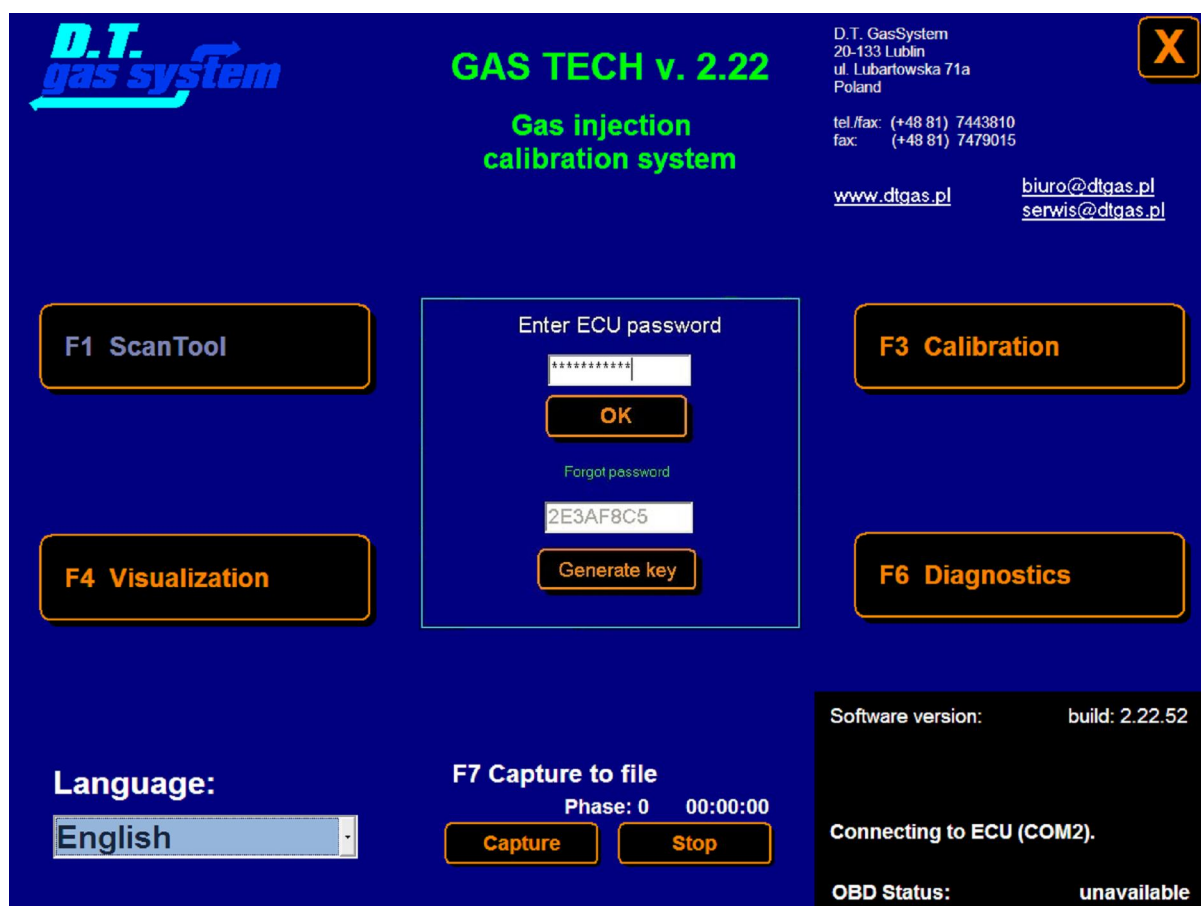 D.T.
gas system
GAS TECH v. 2.22
Gas injection
calibration system
D.T. GasSystem
20-133 Lublin
ul. Lubartowska 71a
Poland
tel./fax: (+48 81) 7443810
fax: (+48 81) 7479015
www.dtgas.pl
biuro@dtgas.pl
serwis@dtgas.pl
X
F1 ScanTool
Enter ECU password
***********
OK
Forgot password
2E3AF8C5
Generate key
F3 Calibration
F4 Visualization
F6 Diagnostics
Language:
English
F7 Capture to file
Phase: 0 00:00:00
Capture Stop
Software version: build: 2.22.52
Connecting to ECU (COM2).
OBD Status: unavailable